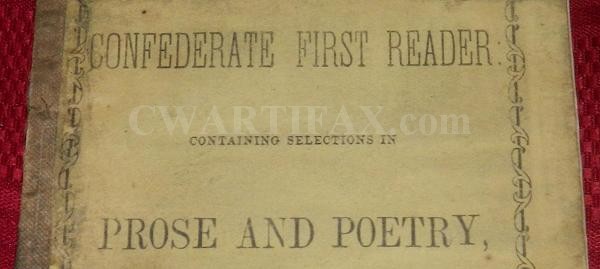 CONFEDERATE FIRST READER:
CWARTIFAX.com
CONTAINING SELECTIONS IN
PROSE AND POETRY,